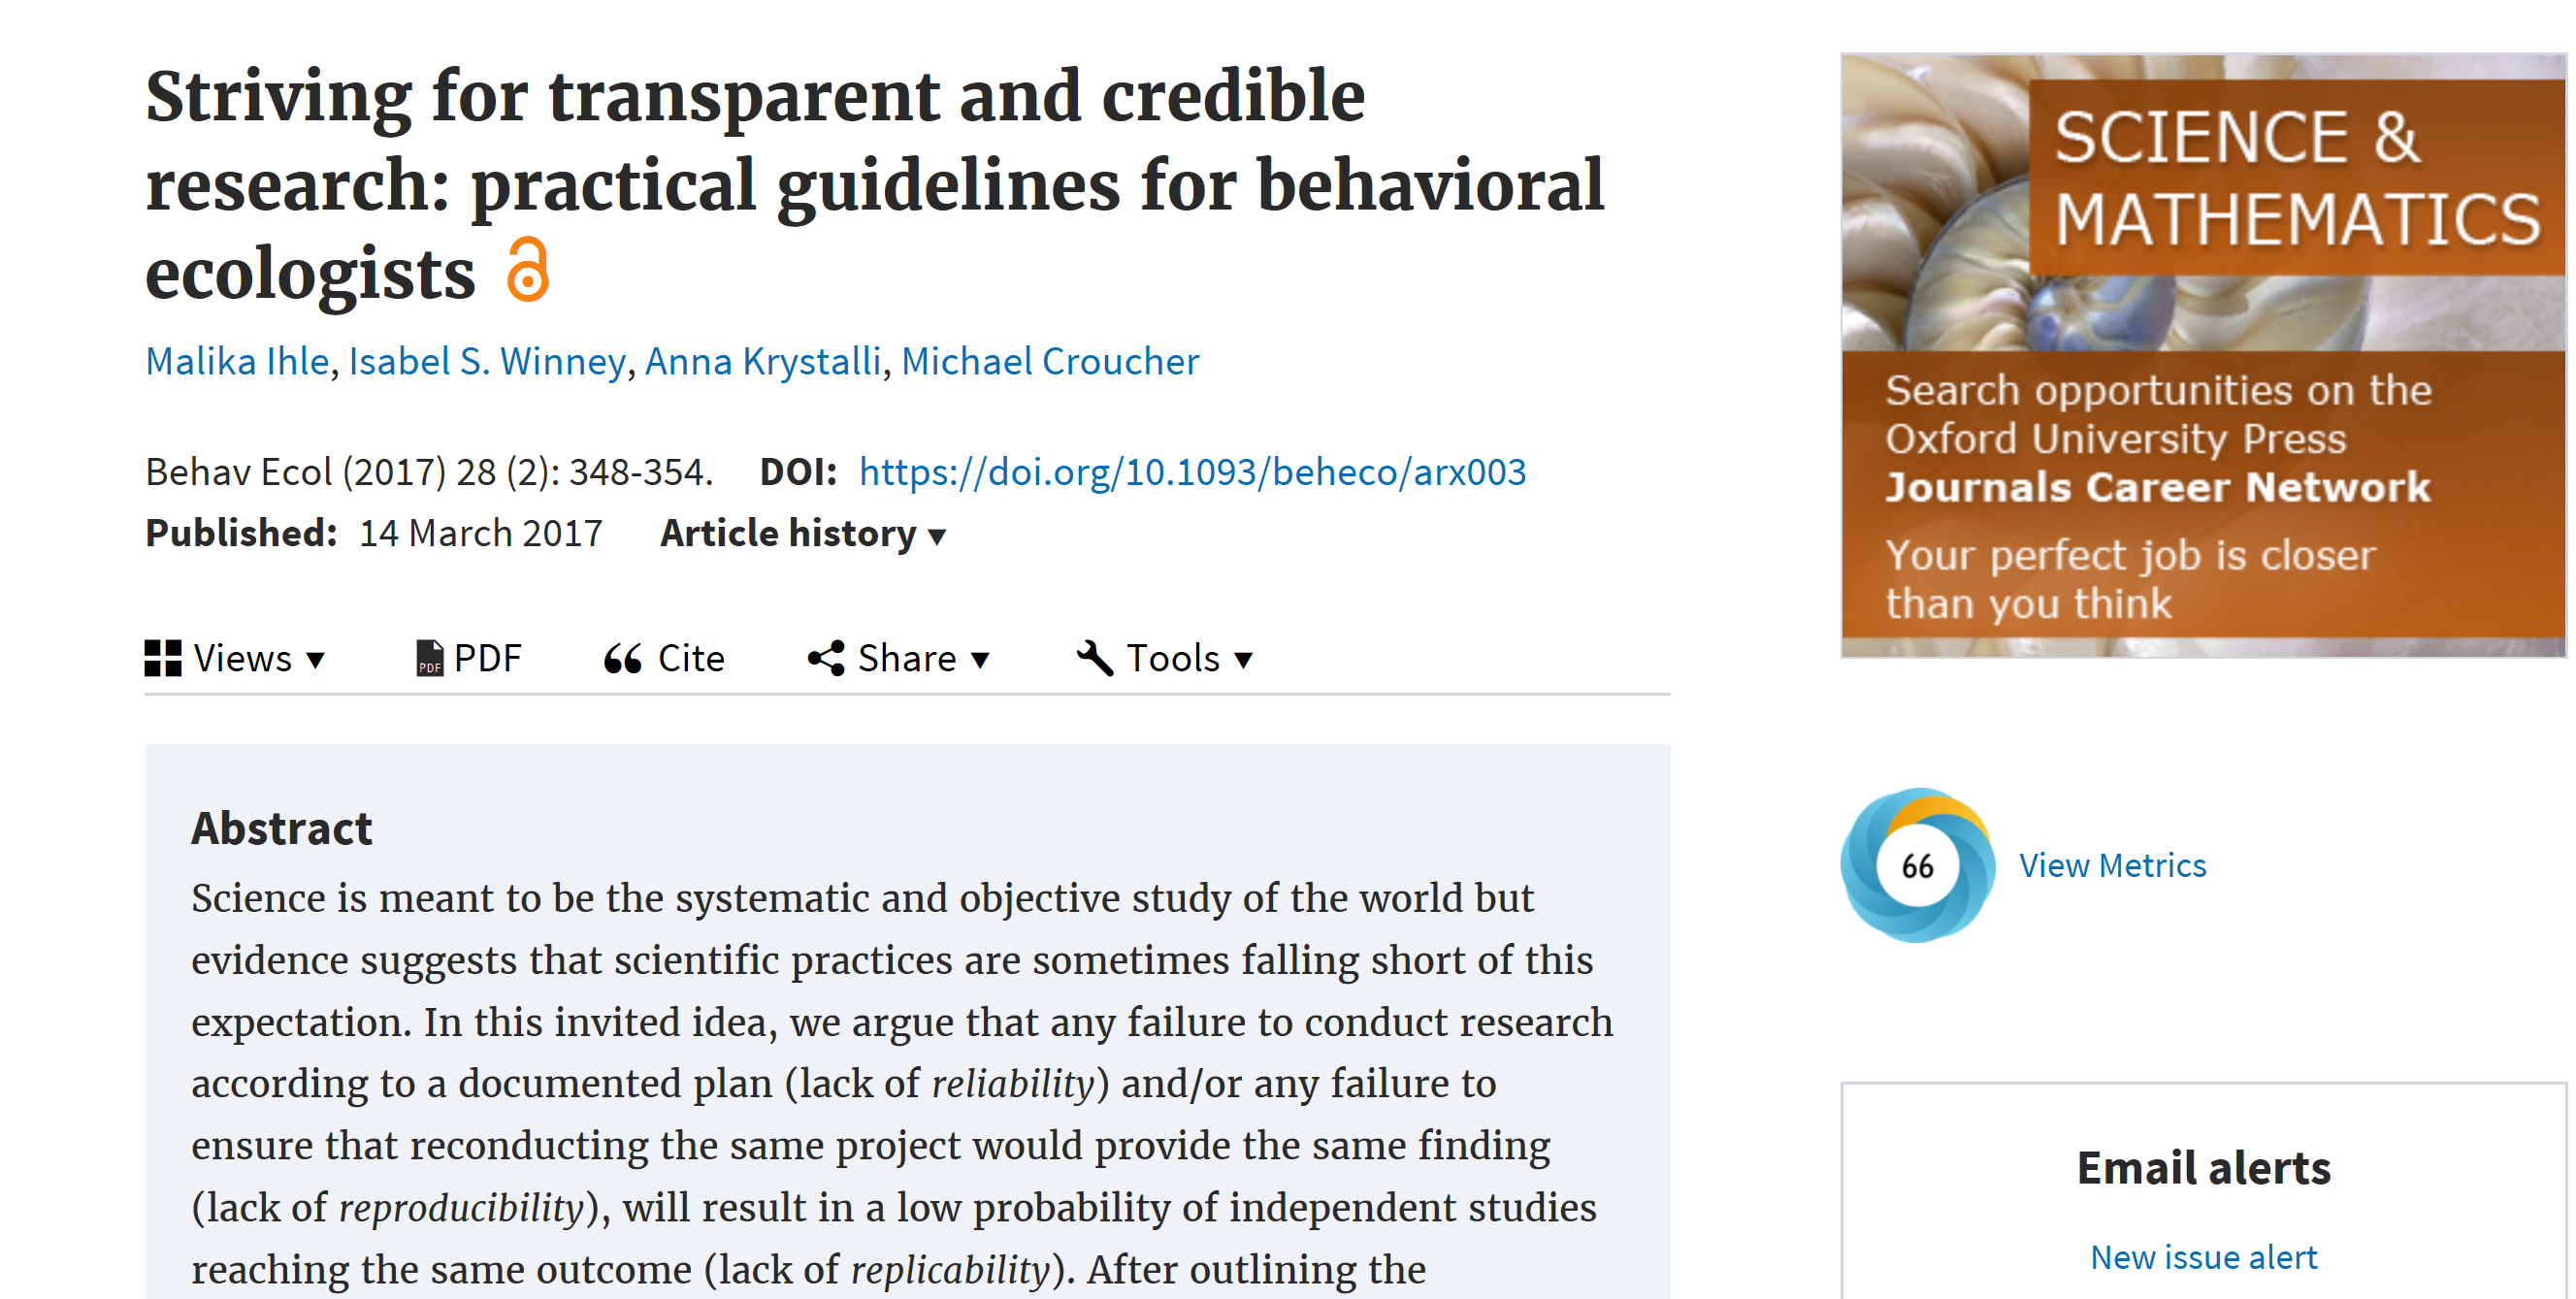 Striving for transparent and credible
research: practical guidelines for behavioral
ecologists
Malika Ihle, Isabel S. Winney, Anna Krystalli, Michael Croucher
Behav Ecol (2017) 28 (2): 348-354. DOI: https://doi.org/10.1093/beheco/arx003
Published: 14 March 2017 Article history ▼
Views ▼ PDF PDF Cite Share ▼ Tools ▼
Abstract
Science is meant to be the systematic and objective study of the world but
evidence suggests that scientific practices are sometimes falling short of this
expectation. In this invited idea, we argue that any failure to conduct research
according to a documented plan (lack of reliability) and/or any failure to
ensure that reconducting the same project would provide the same finding
(lack of reproducibility), will result in a low probability of independent studies
reaching the same outcome (lack of replicability). After outlining the
SCIENCE &
MATHEMATICS
Search opportunities on the
Oxford University Press
Journals Career Network
Your perfect job is closer
than you think
66 View Metrics
Email alerts
New issue alert